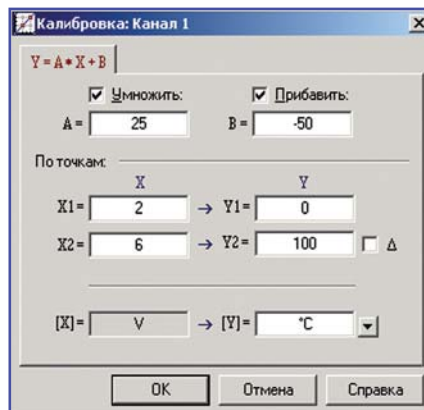 Калибровка: Канал 1
Y=A*X+B
Умножить: Прибавить:
A= 25 B= -50
По точкам:
X Y
X1= 2 → Y1= 0
X2= 6 → Y2= 100 Δ
[X]= V → [Y]= °C
OK Отмена Справка